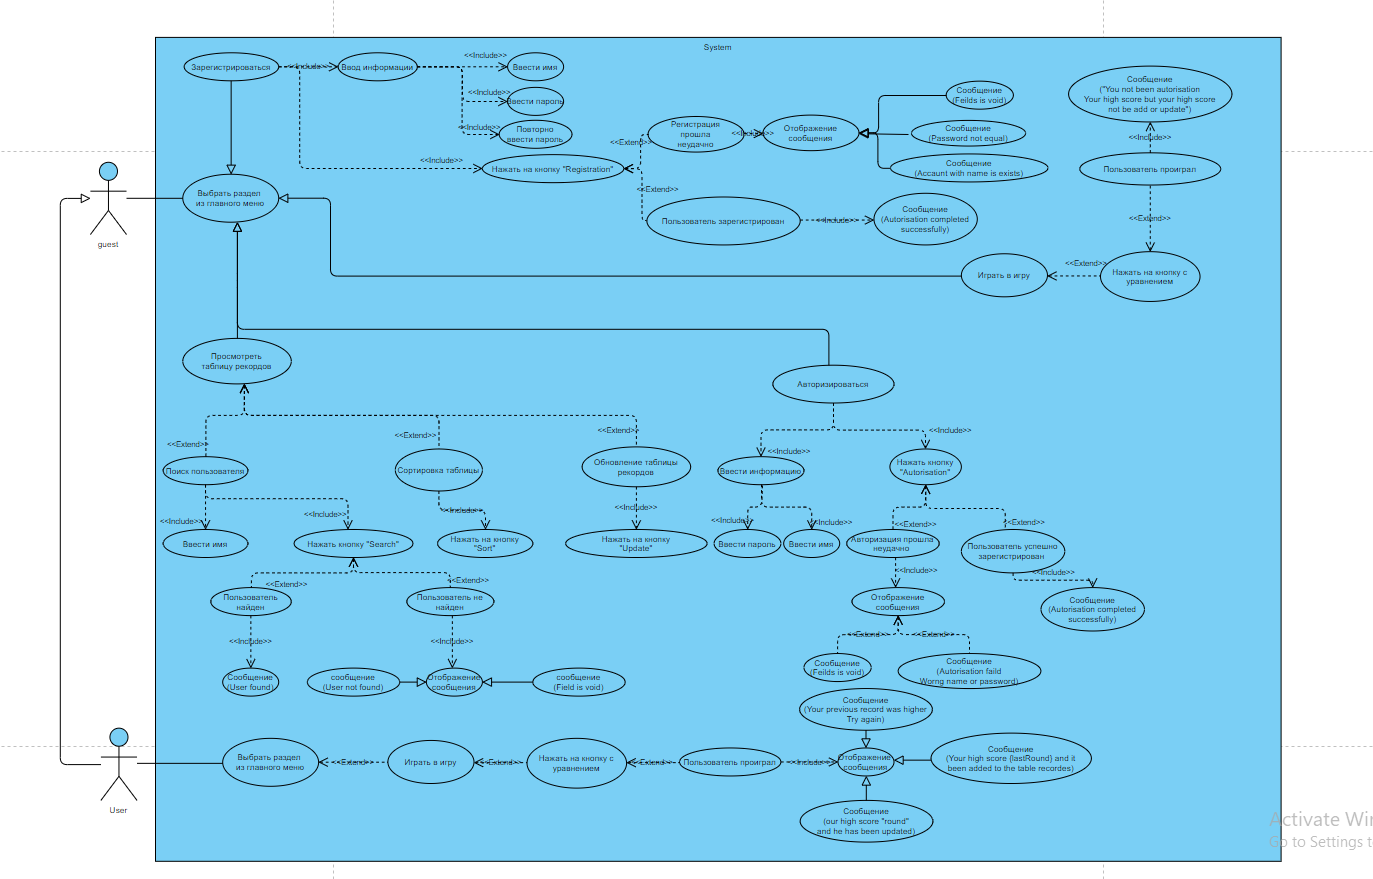 System
Зарегистрироваться
<<Include>>
Ввод информации
<<Include>>
Ввести имя
<<Include>>
Ввести пароль
<<Include>>
Повторно
ввести пароль
<<Include>>
Нажать на кнопку "Registration"
<<Extend>>
Регистрация
прошла
неудачно
<<Include>>
Отображение
сообщения
Сообщение
(Feilds is void)
Сообщение
(Password not equal)
Сообщение
(Accaunt with name is exists)
<<Extend>>
Пользователь зарегистрирован
<<Include>>
Сообщение
(Autorisation completed
successfully)
Сообщение
("You not been autorisation
Your high score but your high score
not be add or update")
<<Include>>
Пользователь проиграл
<<Extend>>
Нажать на кнопку с
уравнением
<<Extend>>
Играть в игру
guest
Выбрать раздел
из главного меню
Просмотреть
таблицу рекордов
Авторизироваться
<<Extend>>
<<Extend>>
<<Extend>>
Поиск пользователя
Сортировка таблицы
Обновление таблицы
рекордов
<<Include>>
<<Include>>
<<Include>>
<<Include>>
Ввести имя
Нажать кнопку "Search"
Нажать на кнопку
"Sort"
Нажать на кнопку
"Update"
<<Extend>>
<<Extend>>
Пользователь
найден
Пользователь не
найден
<<Include>>
<<Include>>
Сообщение
(User found)
сообщение
(User not found)
Отображение
сообщения
сообщение
(Field is void)
<<Include>>
<<Include>>
Ввести информацию
Нажать кнопку
"Autorisation"
<<Include>>
<<Include>>
<<Extend>>
<<Extend>>
Ввести пароль
Ввести имя
Авторизация прошла
неудачно
Пользователь успешно
зарегистрирован
<<Include>>
<<Include>>
Отображение
сообщения
Сообщение
(Autorisation completed
successfully)
<<Extend>>
<<Extend>>
Сообщение
(Feilds is void)
Сообщение
(Autorisation faild
Worng name or password)
User
Выбрать раздел
из главного меню
<<Extend>>
Играть в игру
<<Extend>>
Нажать на кнопку с
уравнением
<<Extend>>
Пользователь проиграл
<<Include>>
Отображение
сообщения
Сообщение
(Your previous record was higher
Try again)
Сообщение
(Your high score {lastRound} and it
been added to the table recordes)
Сообщение
(our high score "round"
and he has been updated)
Activate Win
Go to Settings t